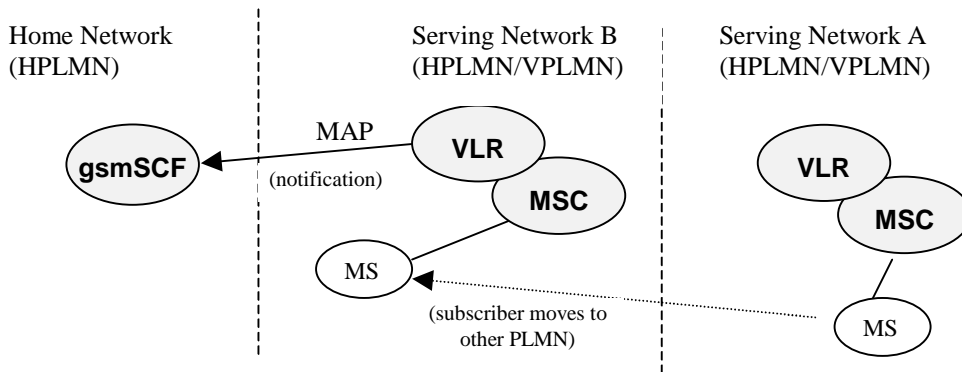 Home Network
(HPLMN)
Serving Network B
(HPLMN/VPLMN)
Serving Network A
(HPLMN/VPLMN)
gsmSCF
MAP
(notification)
VLR
MSC
MS
VLR
MSC
MS
(subscriber moves to
other PLMN)